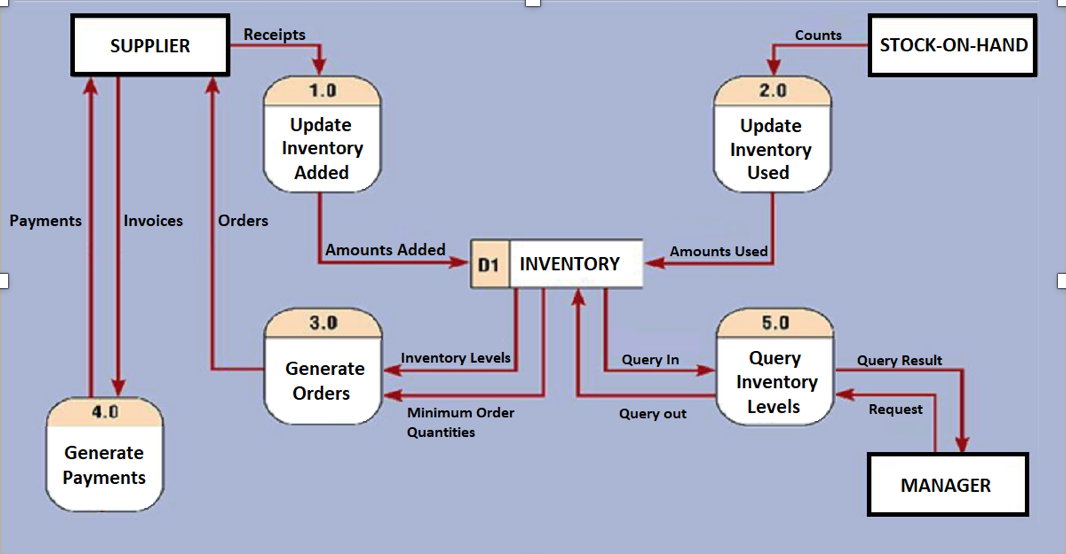 SUPPLIER
Receipts
Counts
STOCK-ON-HAND
1.0
Update
Inventory
Added
2.0
Update
Inventory
Used
Payments
Invoices
Orders
Amounts Added
D1
INVENTORY
Amounts Used
3.0
Generate
Orders
Inventory Levels
Minimum Order
Quantities
Query In
Query out
5.0
Query
Inventory
Levels
Query Result
Request
4.0
Generate
Payments
MANAGER